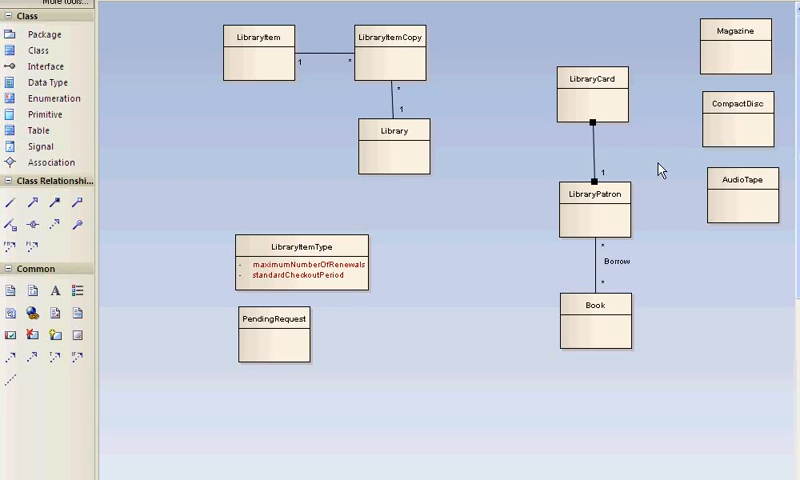 More tools...
Class
Package
Class
Interface
Data Type
Enumeration
Primitive
Table
Signal
Association
Class Relationshi...
Common
A
LibraryItem
1
*
LibraryItemCopy
*
1
Library
LibraryItemType
- maximumNumberOfRenewals
- standardCheckoutPeriod
PendingRequest
LibraryCard
1
LibraryPatron
*
Borrow
*
Book
Magazine
CompactDisc
AudioTape